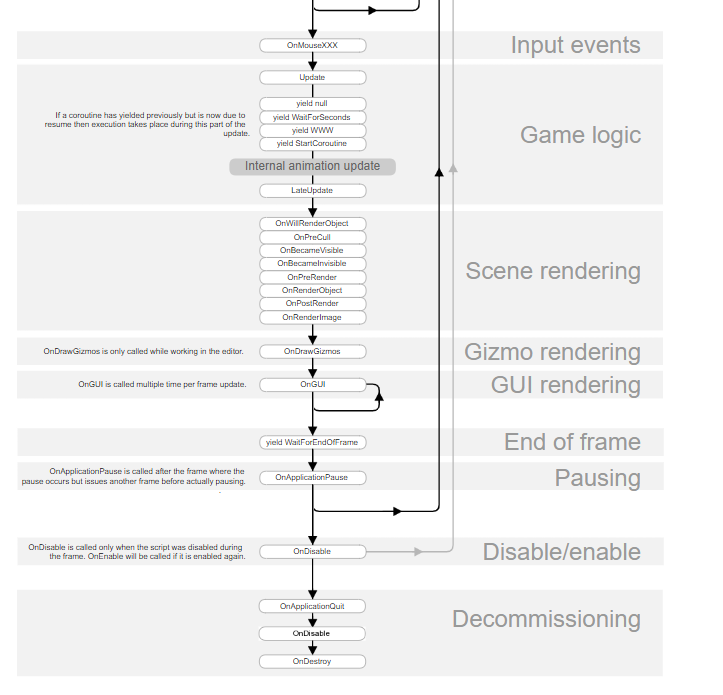 OnMouseXXX
Input events
Update
yield null
If a coroutine has yielded previously but is now due to
resume then execution takes place during this part of the
update.
yield WaitForSeconds
yield WWW
yield StartCoroutine
Game logic
Internal animation update
LateUpdate
OnWillRenderObject
OnPreCull
OnBecameVisible
OnBecameInvisible
OnPreRender
OnRenderObject
OnPostRender
OnRenderImage
Scene rendering
OnDrawGizmos is only called while working in the editor.
OnDrawGizmos
Gizmo rendering
OnGUI is called multiple time per frame update.
OnGUI
GUI rendering
yield WaitForEndOfFrame
End of frame
OnApplicationPause is called after the frame where the
pause occurs but issues another frame before actually pausing.
OnApplicationPause
Pausing
OnDisable is called only when the script was disabled during
the frame. OnEnable will be called if it is enabled again.
OnDisable
Disable/enable
OnApplicationQuit
Decommissioning
OnDisable
OnDestroy